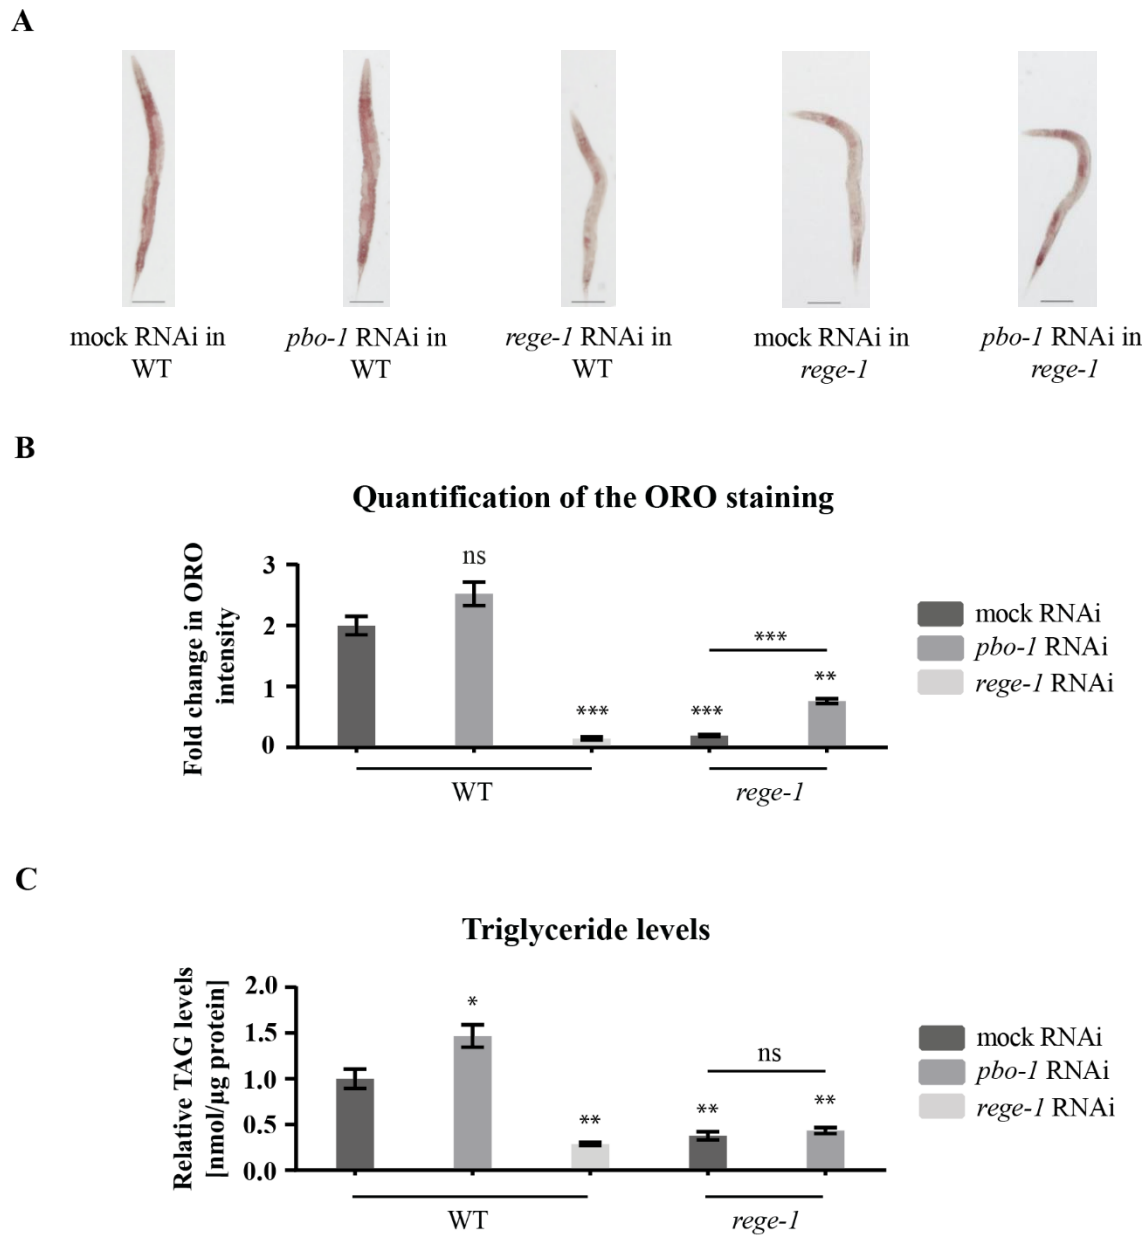 A
mock RNAi in
WT
pbo-1 RNAi in
WT
rege-1 RNAi in
WT
mock RNAi in
rege-1
pbo-1 RNAi in
rege-1
B
Quantification of the ORO staining
Fold change in ORO
intensity
3
2
1
0
ns
***
***
***
**
WT
rege-1
mock RNAi
pbo-1 RNAi
rege-1 RNAi
C
Triglyceride levels
Relative TAG levels
[nmol/µg protein]
2.0
1.5
1.0
0.5
0.0
*
**
**
ns
**
WT
rege-1
mock RNAi
pbo-1 RNAi
rege-1 RNAi